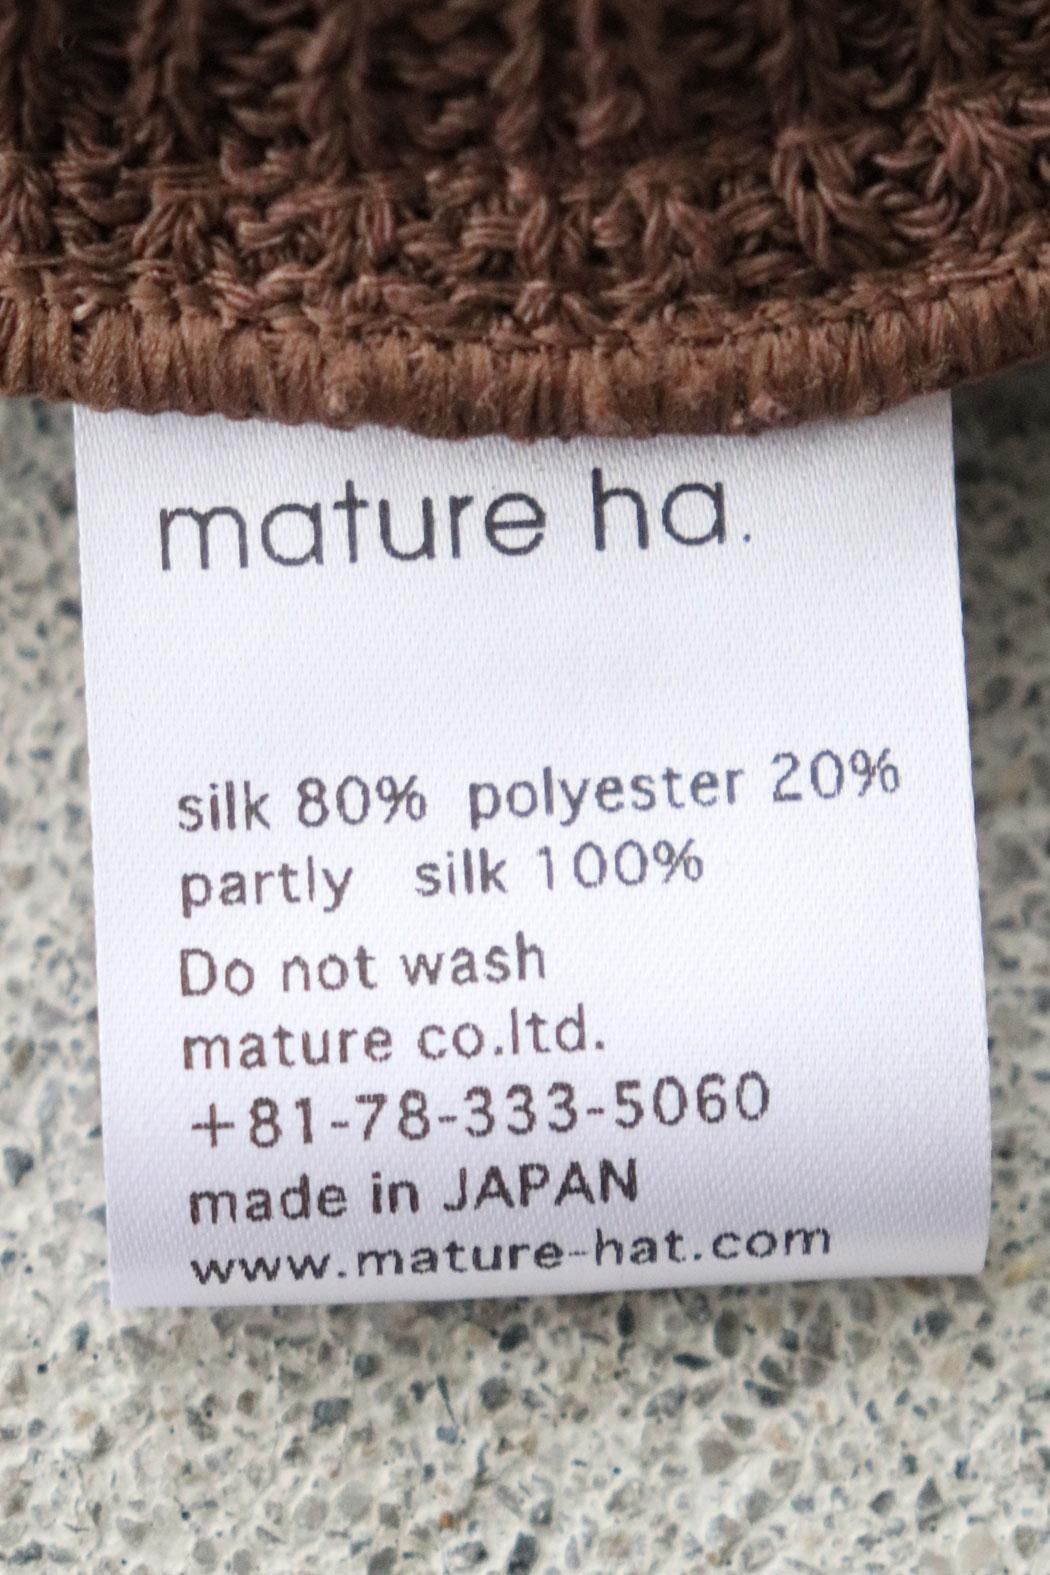 mature ha.
silk 80% polyester 20%
partly silk 100%
Do not wash
mature co.ltd.
+81-78-333-5060
made in JAPAN
www.mature-hat.com